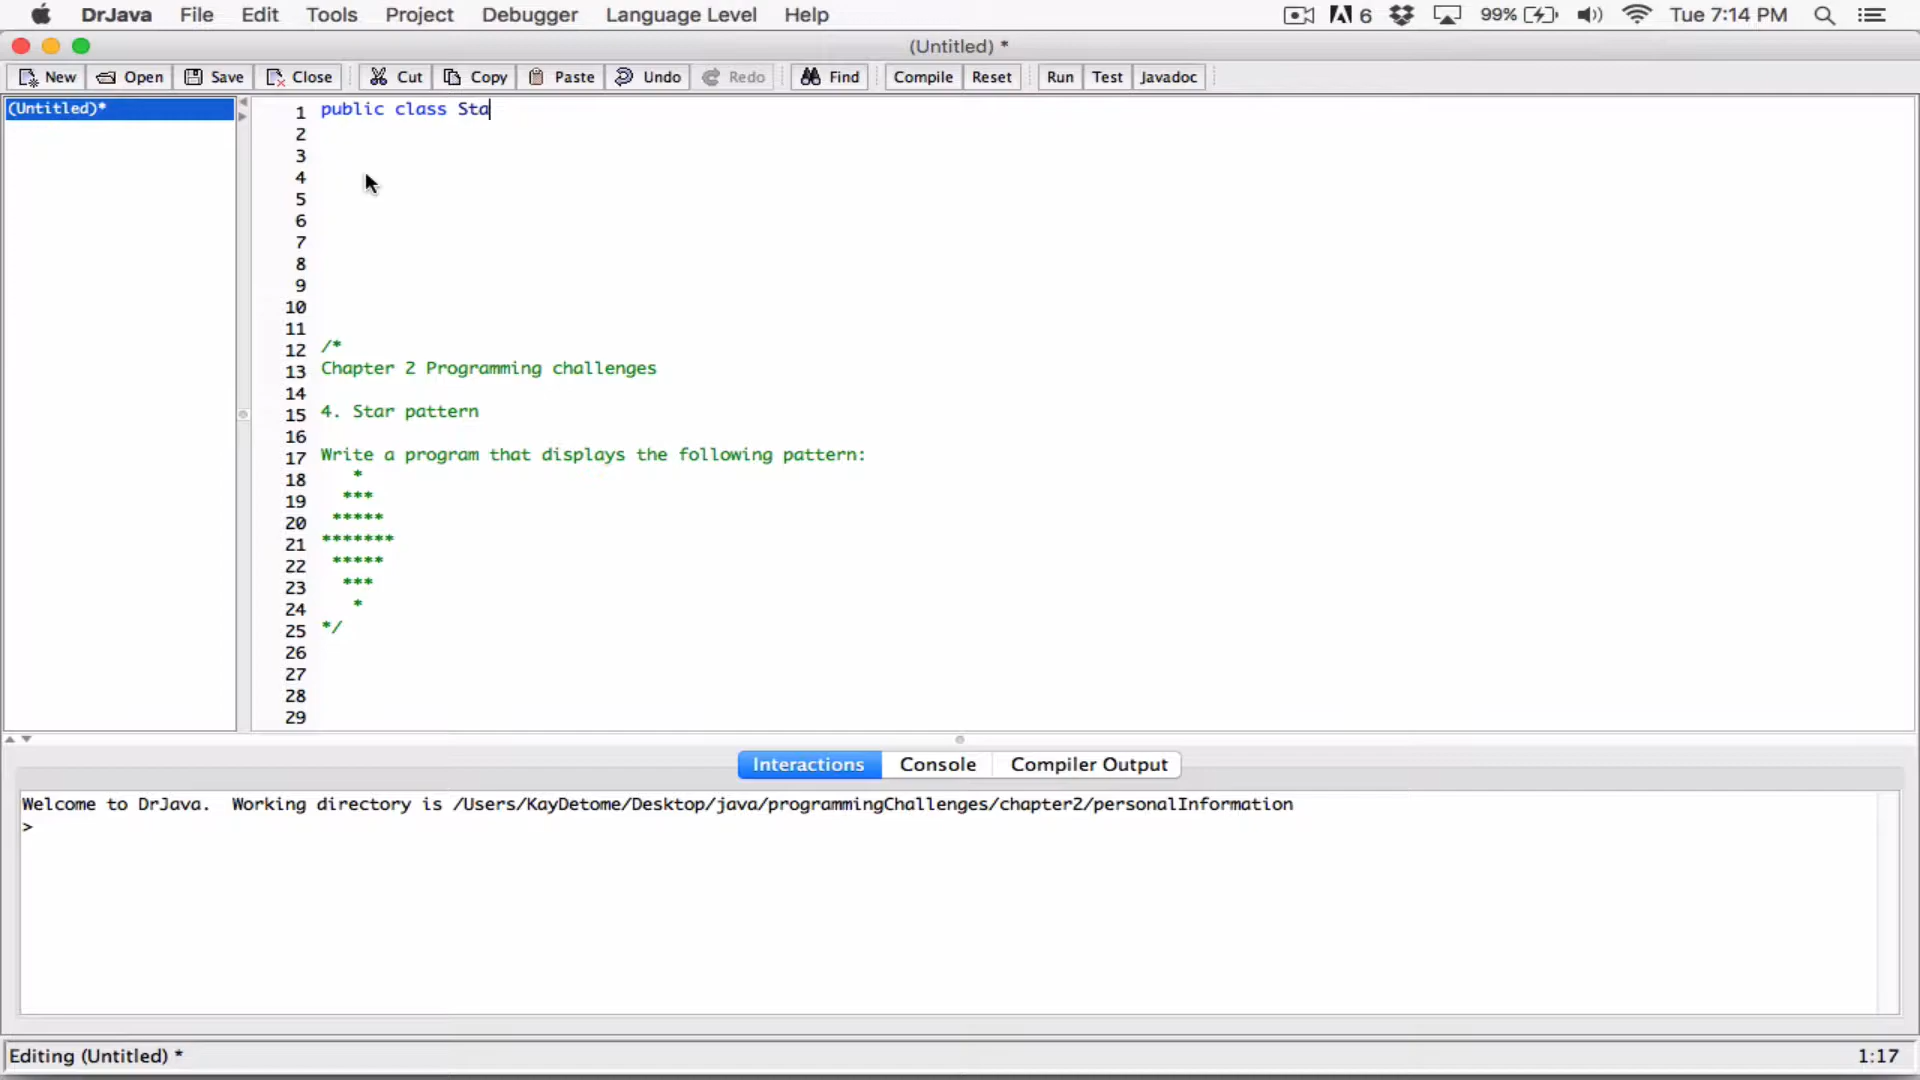 DrJava File Edit Tools Project Debugger Language Level Help 6 99% Tue 7:14 PM
(Untitled) *
New Open Save Close Cut Copy Paste Undo Redo Find Compile Reset Run Test Javadoc
(Untitled)*
1 public class Sta
2
3
4
5
6
7
8
9
10
11
12 /*
13 Chapter 2 Programming challenges
14
15 4. Star pattern
16
17 Write a program that displays the following pattern:
18 *
19 ***
20 *****
21 *******
22 *****
23 ***
24 *
25 */
26
27
28
29
Interactions Console Compiler Output
Welcome to DrJava. Working directory is /Users/KayDetome/Desktop/java/programmingChallenges/chapter2/personalInformation
>
Editing (Untitled) * 1:17